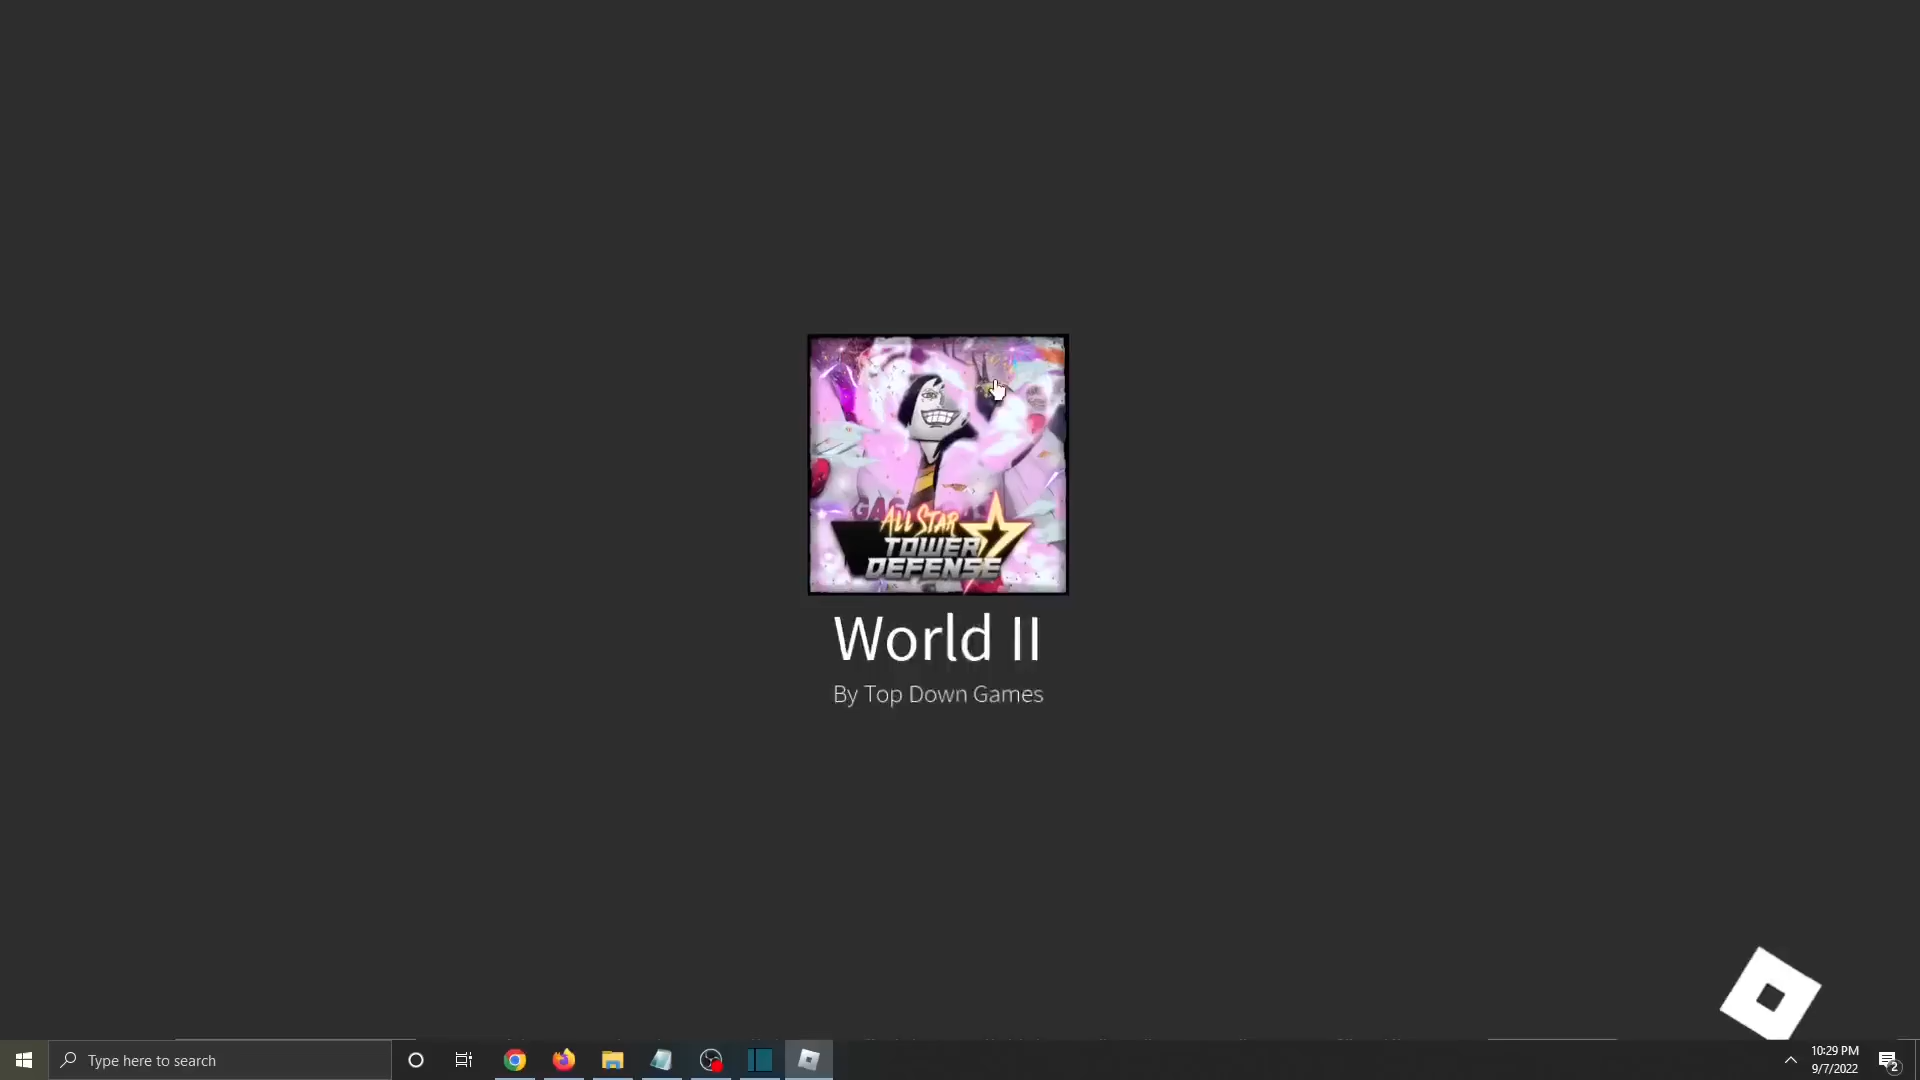 ALL STAR
TOWER
DEFENSE
World II
By Top Down Games
Type here to search
10:29 PM
9/7/2022
2